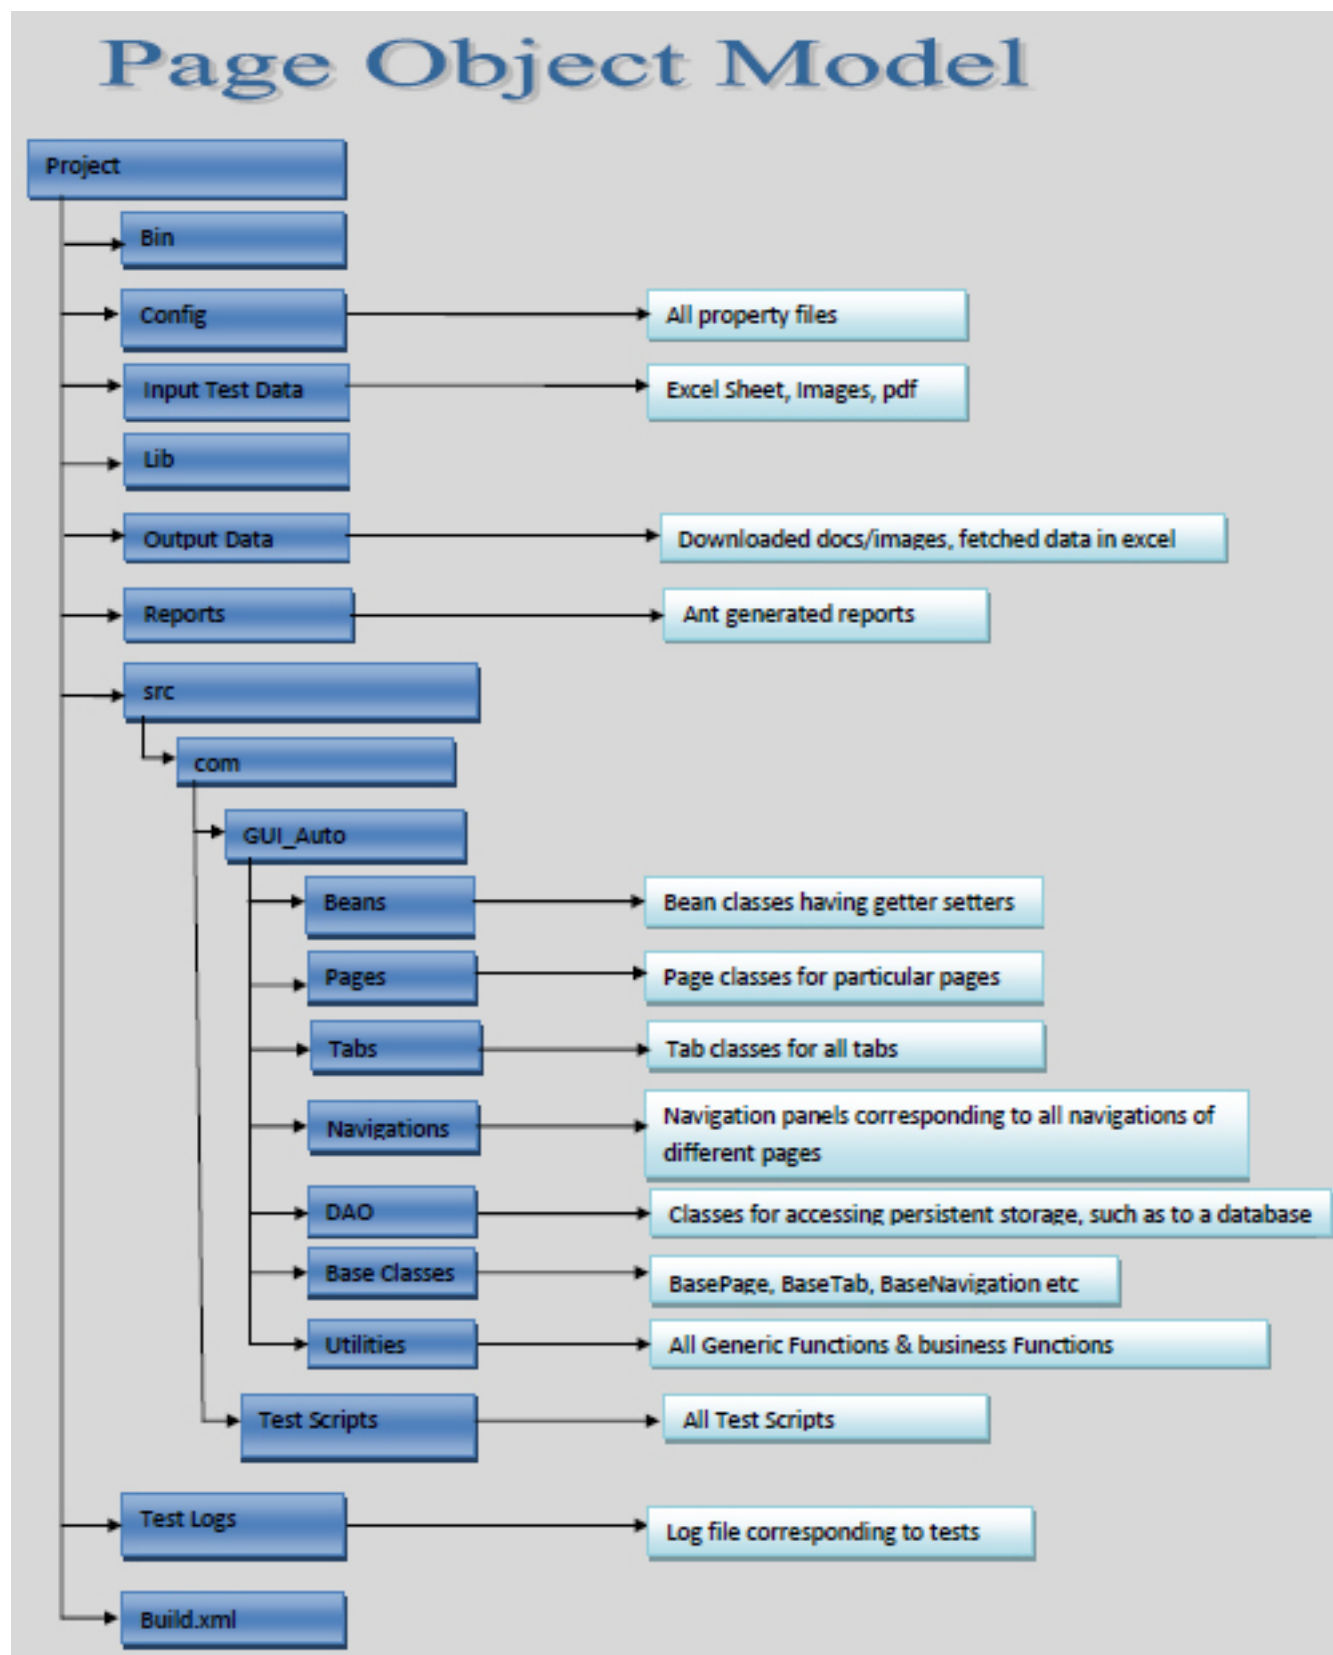 Page Object Model
Project
Bin
Config
All property files
Input Test Data
Excel Sheet, Images, pdf
Lib
Output Data
Downloaded docs/images, fetched data in excel
Reports
Ant generated reports
src
com
GUI_Auto
Beans
Bean classes having getter setters
Pages
Page classes for particular pages
Tabs
Tab classes for all tabs
Navigations
Navigation panels corresponding to all navigations of
different pages
DAO
Classes for accessing persistent storage, such as to a database
Base Classes
BasePage, BaseTab, BaseNavigation etc
Utilities
All Generic Functions & business Functions
Test Scripts
All Test Scripts
Test Logs
Log file corresponding to tests
Build.xml